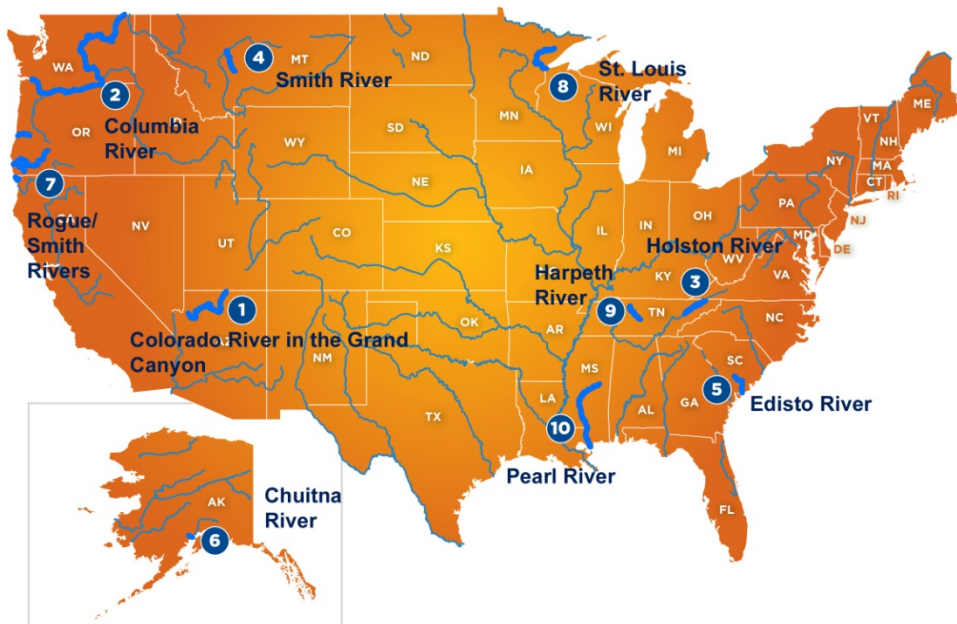 WA
MT
ND
4
Smith River
St. Louis
River
8
2
Columbia
River
OR
MN
WI
SD
WY
MI
VT
ME
NH
NY
MA
CT
RI
7
Rogue/
Smith
Rivers
CA
NV
UT
CO
NE
IA
IL
IN
OH
PA
NJ
MD
DE
WV
VA
KS
KY
Holston River
3
Harpeth
River
9
TN
NC
1
Colorado River in the Grand
Canyon
AZ
NM
OK
AR
MS
SC
5
Edisto River
TX
LA
AL
GA
10
Pearl River
FL
AK
Chuitna
River
6